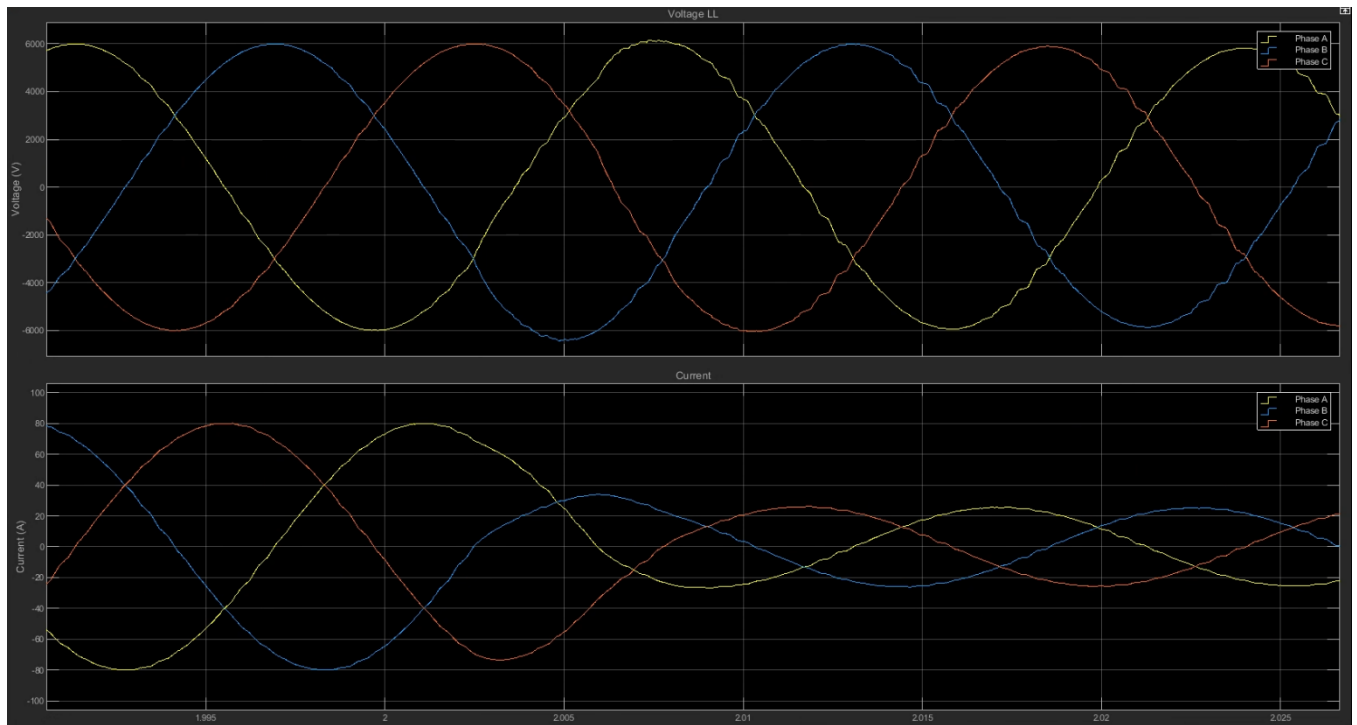 Voltage LL
Phase A
Phase B
Phase C
Voltage (V)
6000
4000
2000
0
-2000
-4000
-6000
Current
Phase A
Phase B
Phase C
Current (A)
100
80
60
40
20
0
-20
-40
-60
-80
-100
1.995
2
2.005
2.01
2.015
2.02
2.025